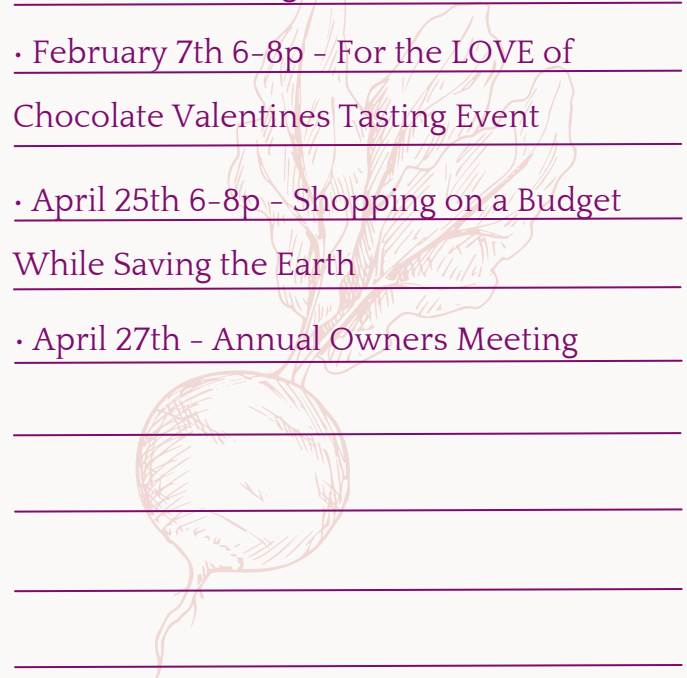 • February 7th 6-8p - For the LOVE of
Chocolate Valentines Tasting Event
• April 25th 6-8p - Shopping on a Budget
While Saving the Earth
• April 27th - Annual Owners Meeting